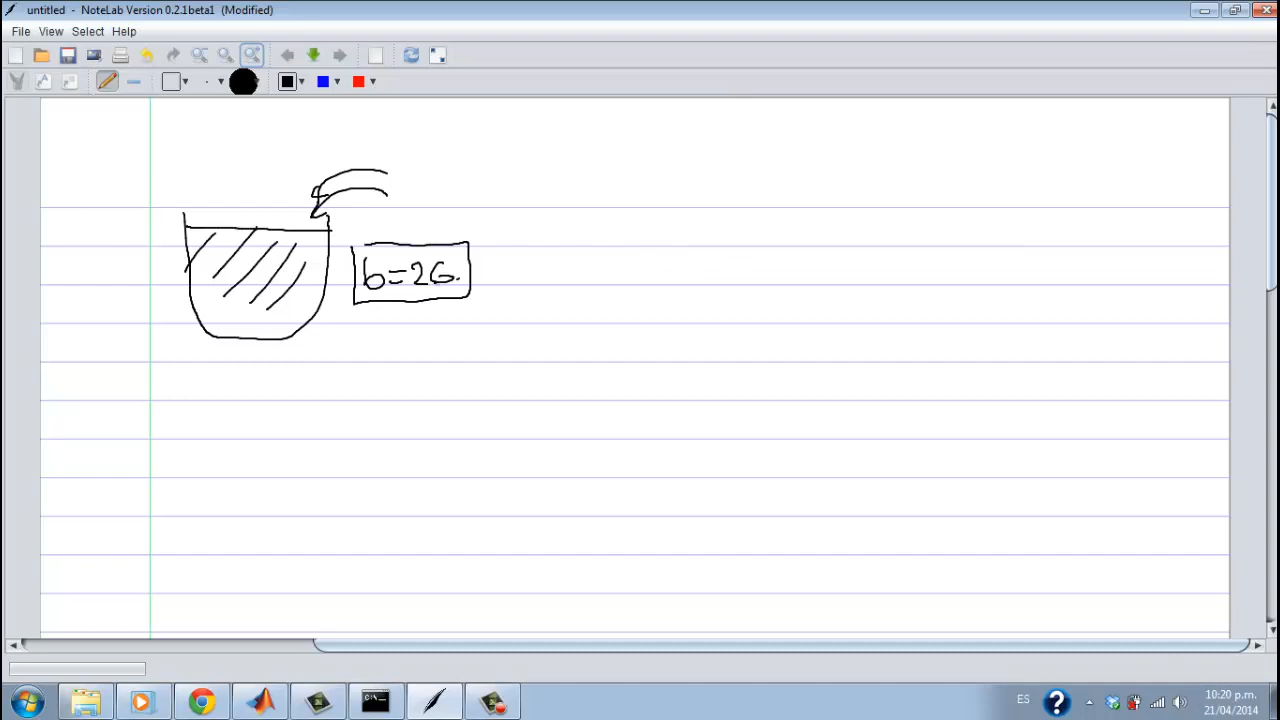 untitled - NoteLab Version 0.2.1beta1 (Modified)
File View Select Help
b=26.
ES
10:20 p.m.
21/04/2014